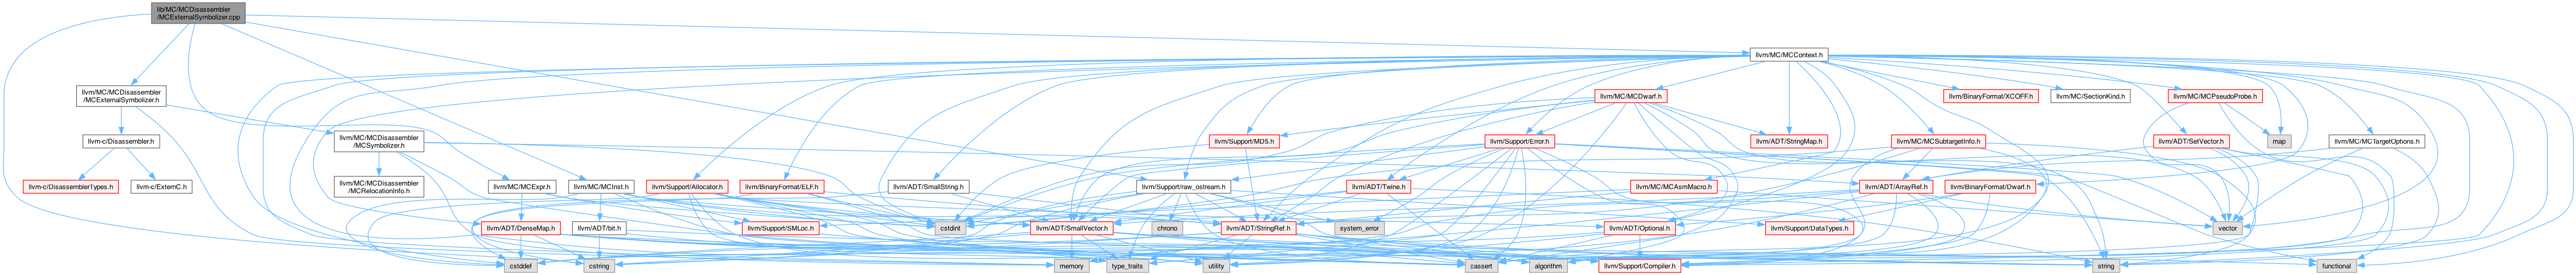 lib/MC/MCDisassembler
/MCExternalSymbolizer.cpp
llvm/MC/MCContext.h
llvm/MC/MCDisassembler
/MCExternalSymbolizer.h
llvm/MC/MCDwarf.h
llvm/BinaryFormat/XCOFF.h
llvm/MC/SectionKind.h
llvm/MC/MCPseudoProbe.h
llvm-c/Disassembler.h
llvm/MC/MCDisassembler
/MCSymbolizer.h
llvm/Support/MD5.h
llvm/Support/Error.h
llvm/ADT/StringMap.h
llvm/MC/MCSubtargetInfo.h
llvm/ADT/SetVector.h
map
llvm/MC/MCTargetOptions.h
llvm-c/DisassemblerTypes.h
llvm-c/ExternC.h
llvm/MC/MCDisassembler
/MCRelocationInfo.h
llvm/MC/MCExpr.h
llvm/MC/MCInst.h
llvm/Support/Allocator.h
llvm/BinaryFormat/ELF.h
llvm/ADT/SmallString.h
llvm/Support/raw_ostream.h
llvm/ADT/Twine.h
llvm/MC/MCAsmMacro.h
llvm/ADT/ArrayRef.h
llvm/BinaryFormat/Dwarf.h
llvm/ADT/DenseMap.h
llvm/ADT/bit.h
llvm/Support/SMLoc.h
cstdint
llvm/ADT/SmallVector.h
chrono
llvm/ADT/StringRef.h
system_error
llvm/ADT/Optional.h
llvm/Support/DataTypes.h
vector
cstddef
cstring
memory
type_traits
utility
cassert
algorithm
llvm/Support/Compiler.h
string
functional